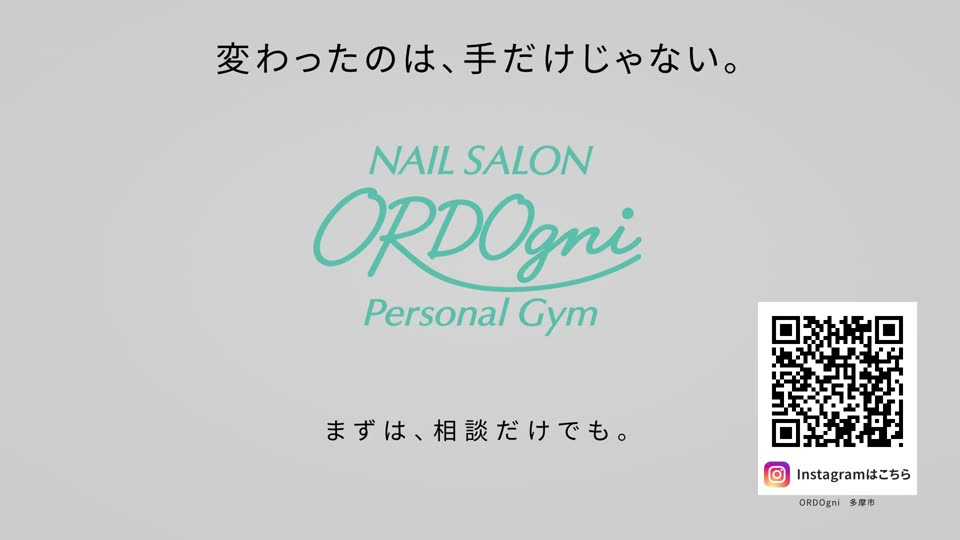 変わったのは、手だけじゃない。
NAIL SALON
ORDOgni
Personal Gym
まずは、相談だけでも。
Instagramはこちら
ORDOgni 多摩市